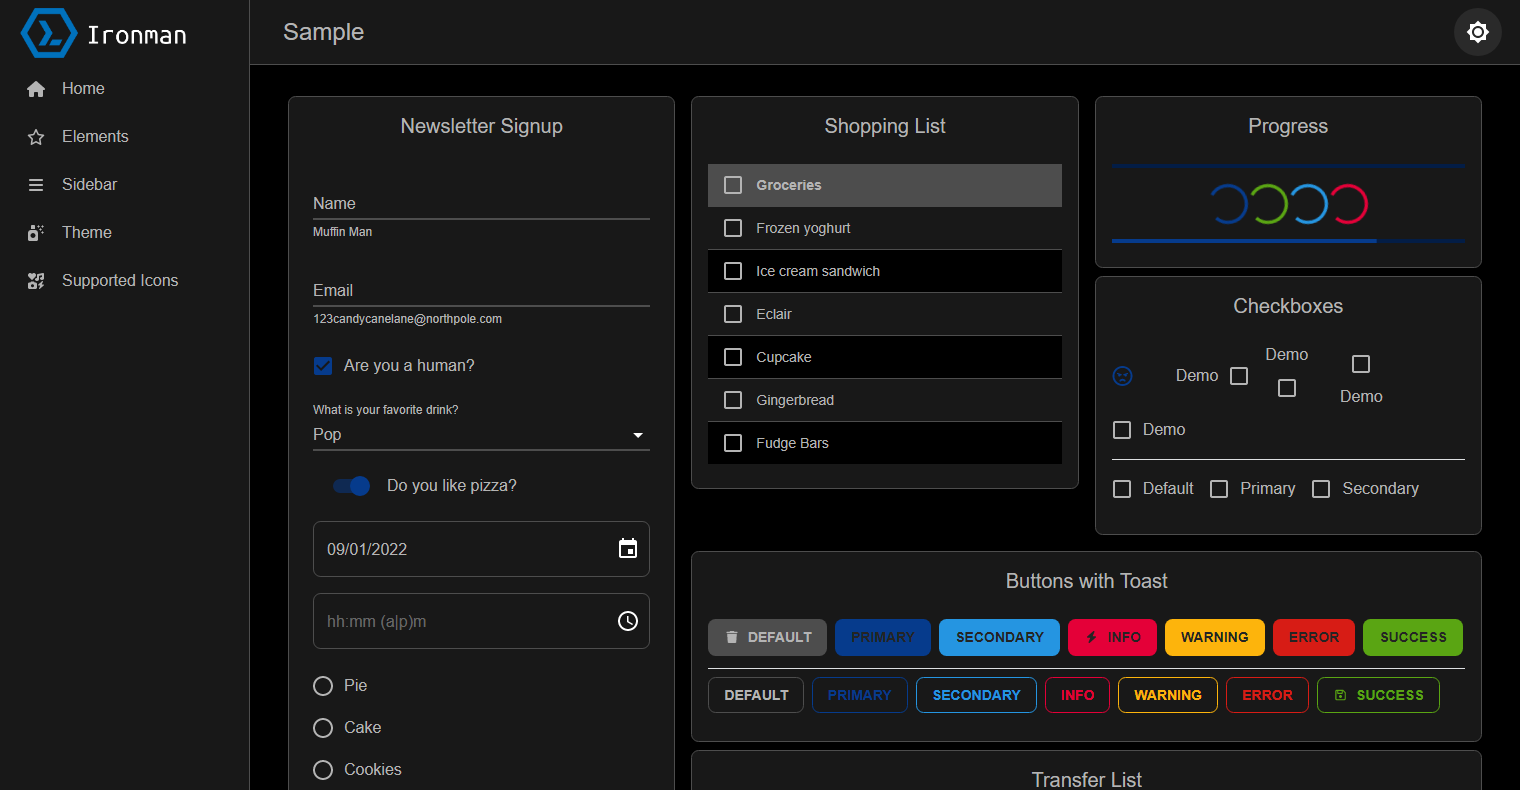 Ironman
Home
Elements
Sidebar
Theme
Supported Icons
Sample
Newsletter Signup
Name
Muffin Man
Email
123candycanelane@northpole.com
Are you a human?
What is your favorite drink?
Pop
Do you like pizza?
09/01/2022
hh:mm (a|p)m
Pie
Cake
Cookies
Shopping List
Groceries
Frozen yoghurt
Ice cream sandwich
Eclair
Cupcake
Gingerbread
Fudge Bars
Progress
Checkboxes
Demo
Demo
Demo
Demo
Default Primary Secondary
Buttons with Toast
DEFAULT PRIMARY SECONDARY INFO WARNING ERROR SUCCESS
DEFAULT PRIMARY SECONDARY INFO WARNING ERROR SUCCESS
Transfer List